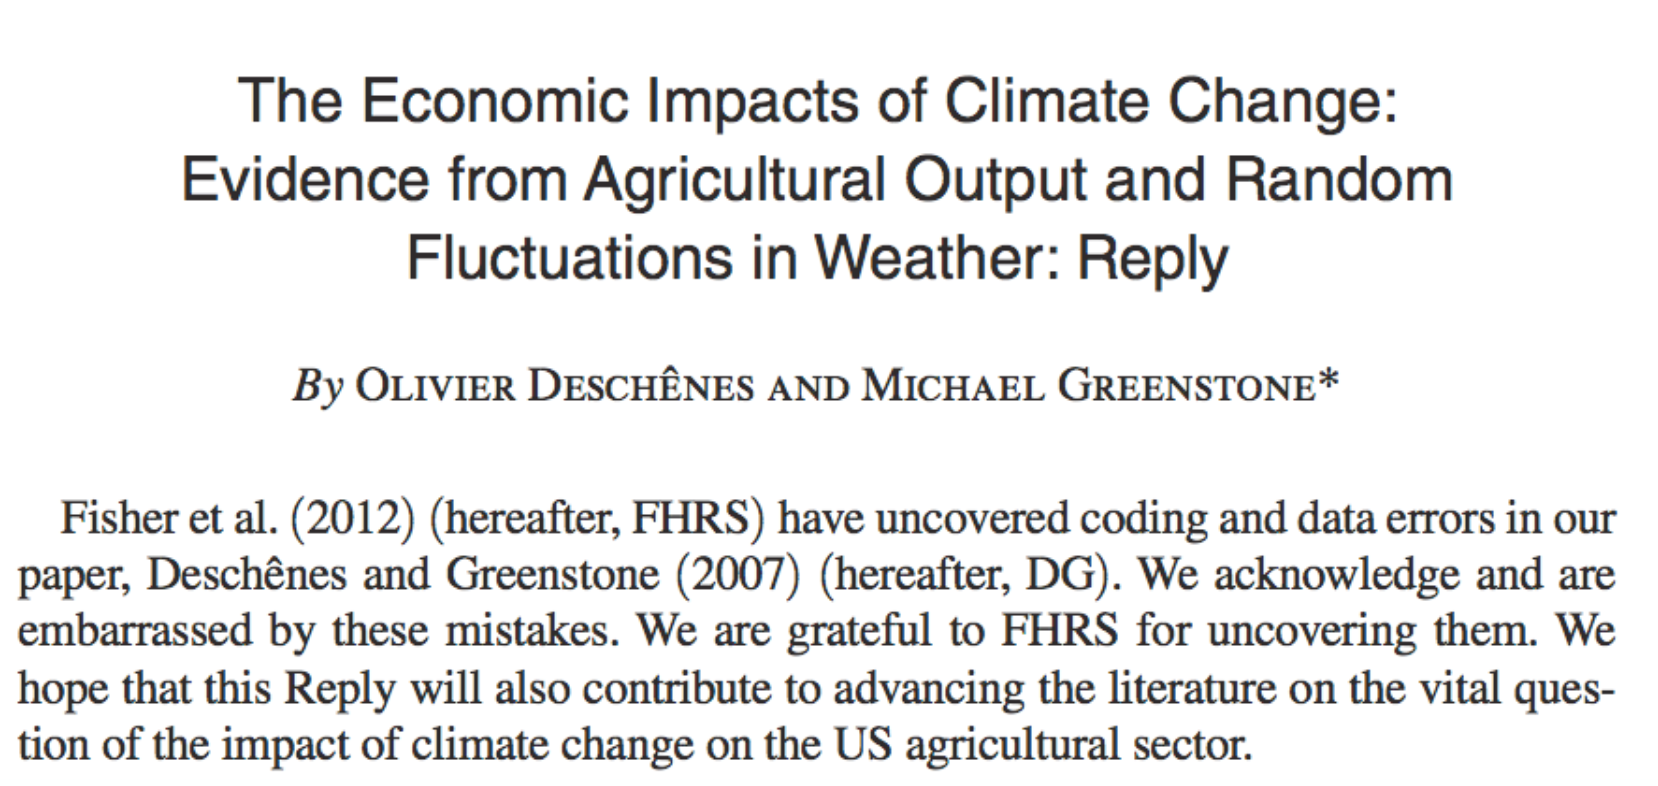 The Economic Impacts of Climate Change:
Evidence from Agricultural Output and Random
Fluctuations in Weather: Reply
By Olivier Deschênes and Michael Greenstone*
Fisher et al. (2012) (hereafter, FHRS) have uncovered coding and data errors in our
paper, Deschênes and Greenstone (2007) (hereafter, DG). We acknowledge and are
embarrassed by these mistakes. We are grateful to FHRS for uncovering them. We
hope that this Reply will also contribute to advancing the literature on the vital ques-
tion of the impact of climate change on the US agricultural sector.